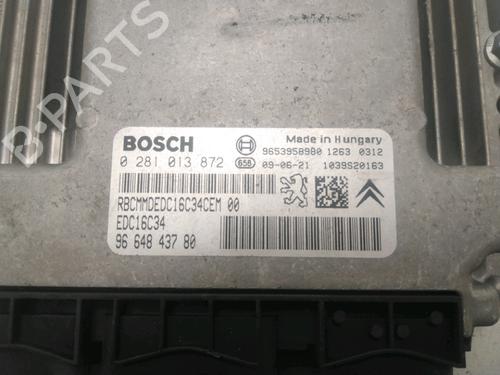 B-PARTS
BOSCH
Made in Hungary
9653958980 1263 0312
0 281 013 872 656 09-06-21 1039S20163
RBCMMDEDC16C34CEM 00
EDC16C34
96 648 437 80